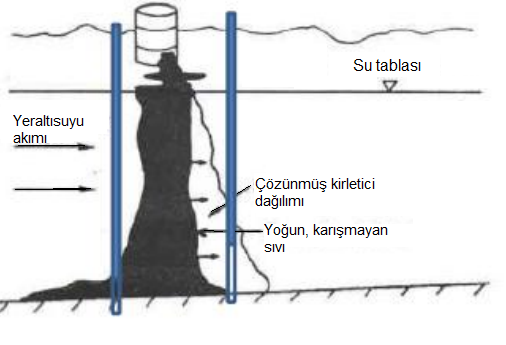 Su tablası
Yeraltısuyu
akımı
Çözünmüş kirletici
dağılımı
Yoğun, karışmayan
sıvı